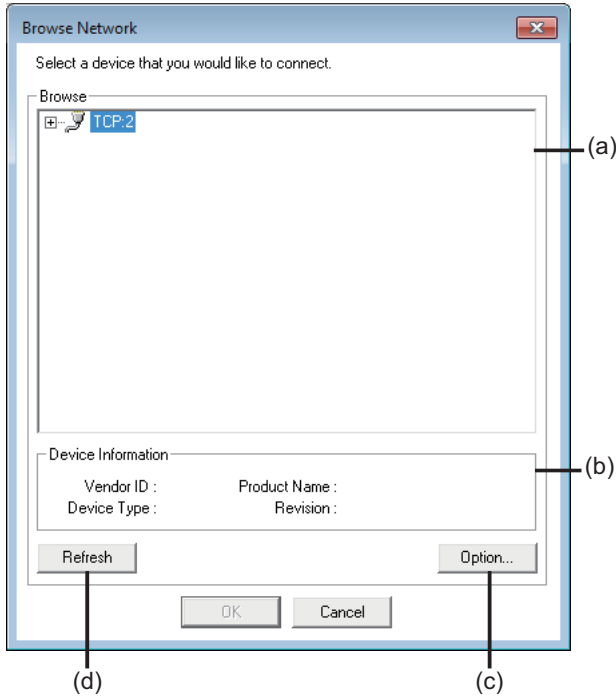 Browse Network
Select a device that you would like to connect.
Browse
TCP:2
(a)
Device Information
Vendor ID : Product Name :
Device Type : Revision :
(b)
Refresh Option...
OK Cancel
(d) (c)